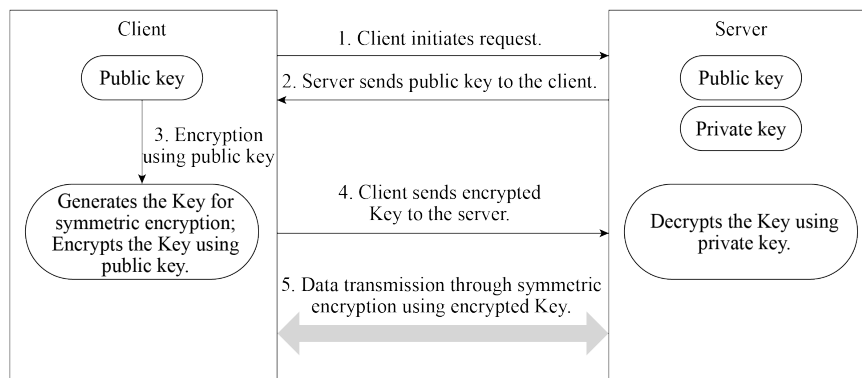 Client
Server
1. Client initiates request.
Public key
2. Server sends public key to the client.
Public key
Private key
3. Encryption
using public key
Generates the Key for
symmetric encryption;
Encrypts the Key using
public key.
4. Client sends encrypted
Key to the server.
Decrypts the Key using
private key.
5. Data transmission through symmetric
encryption using encrypted Key.